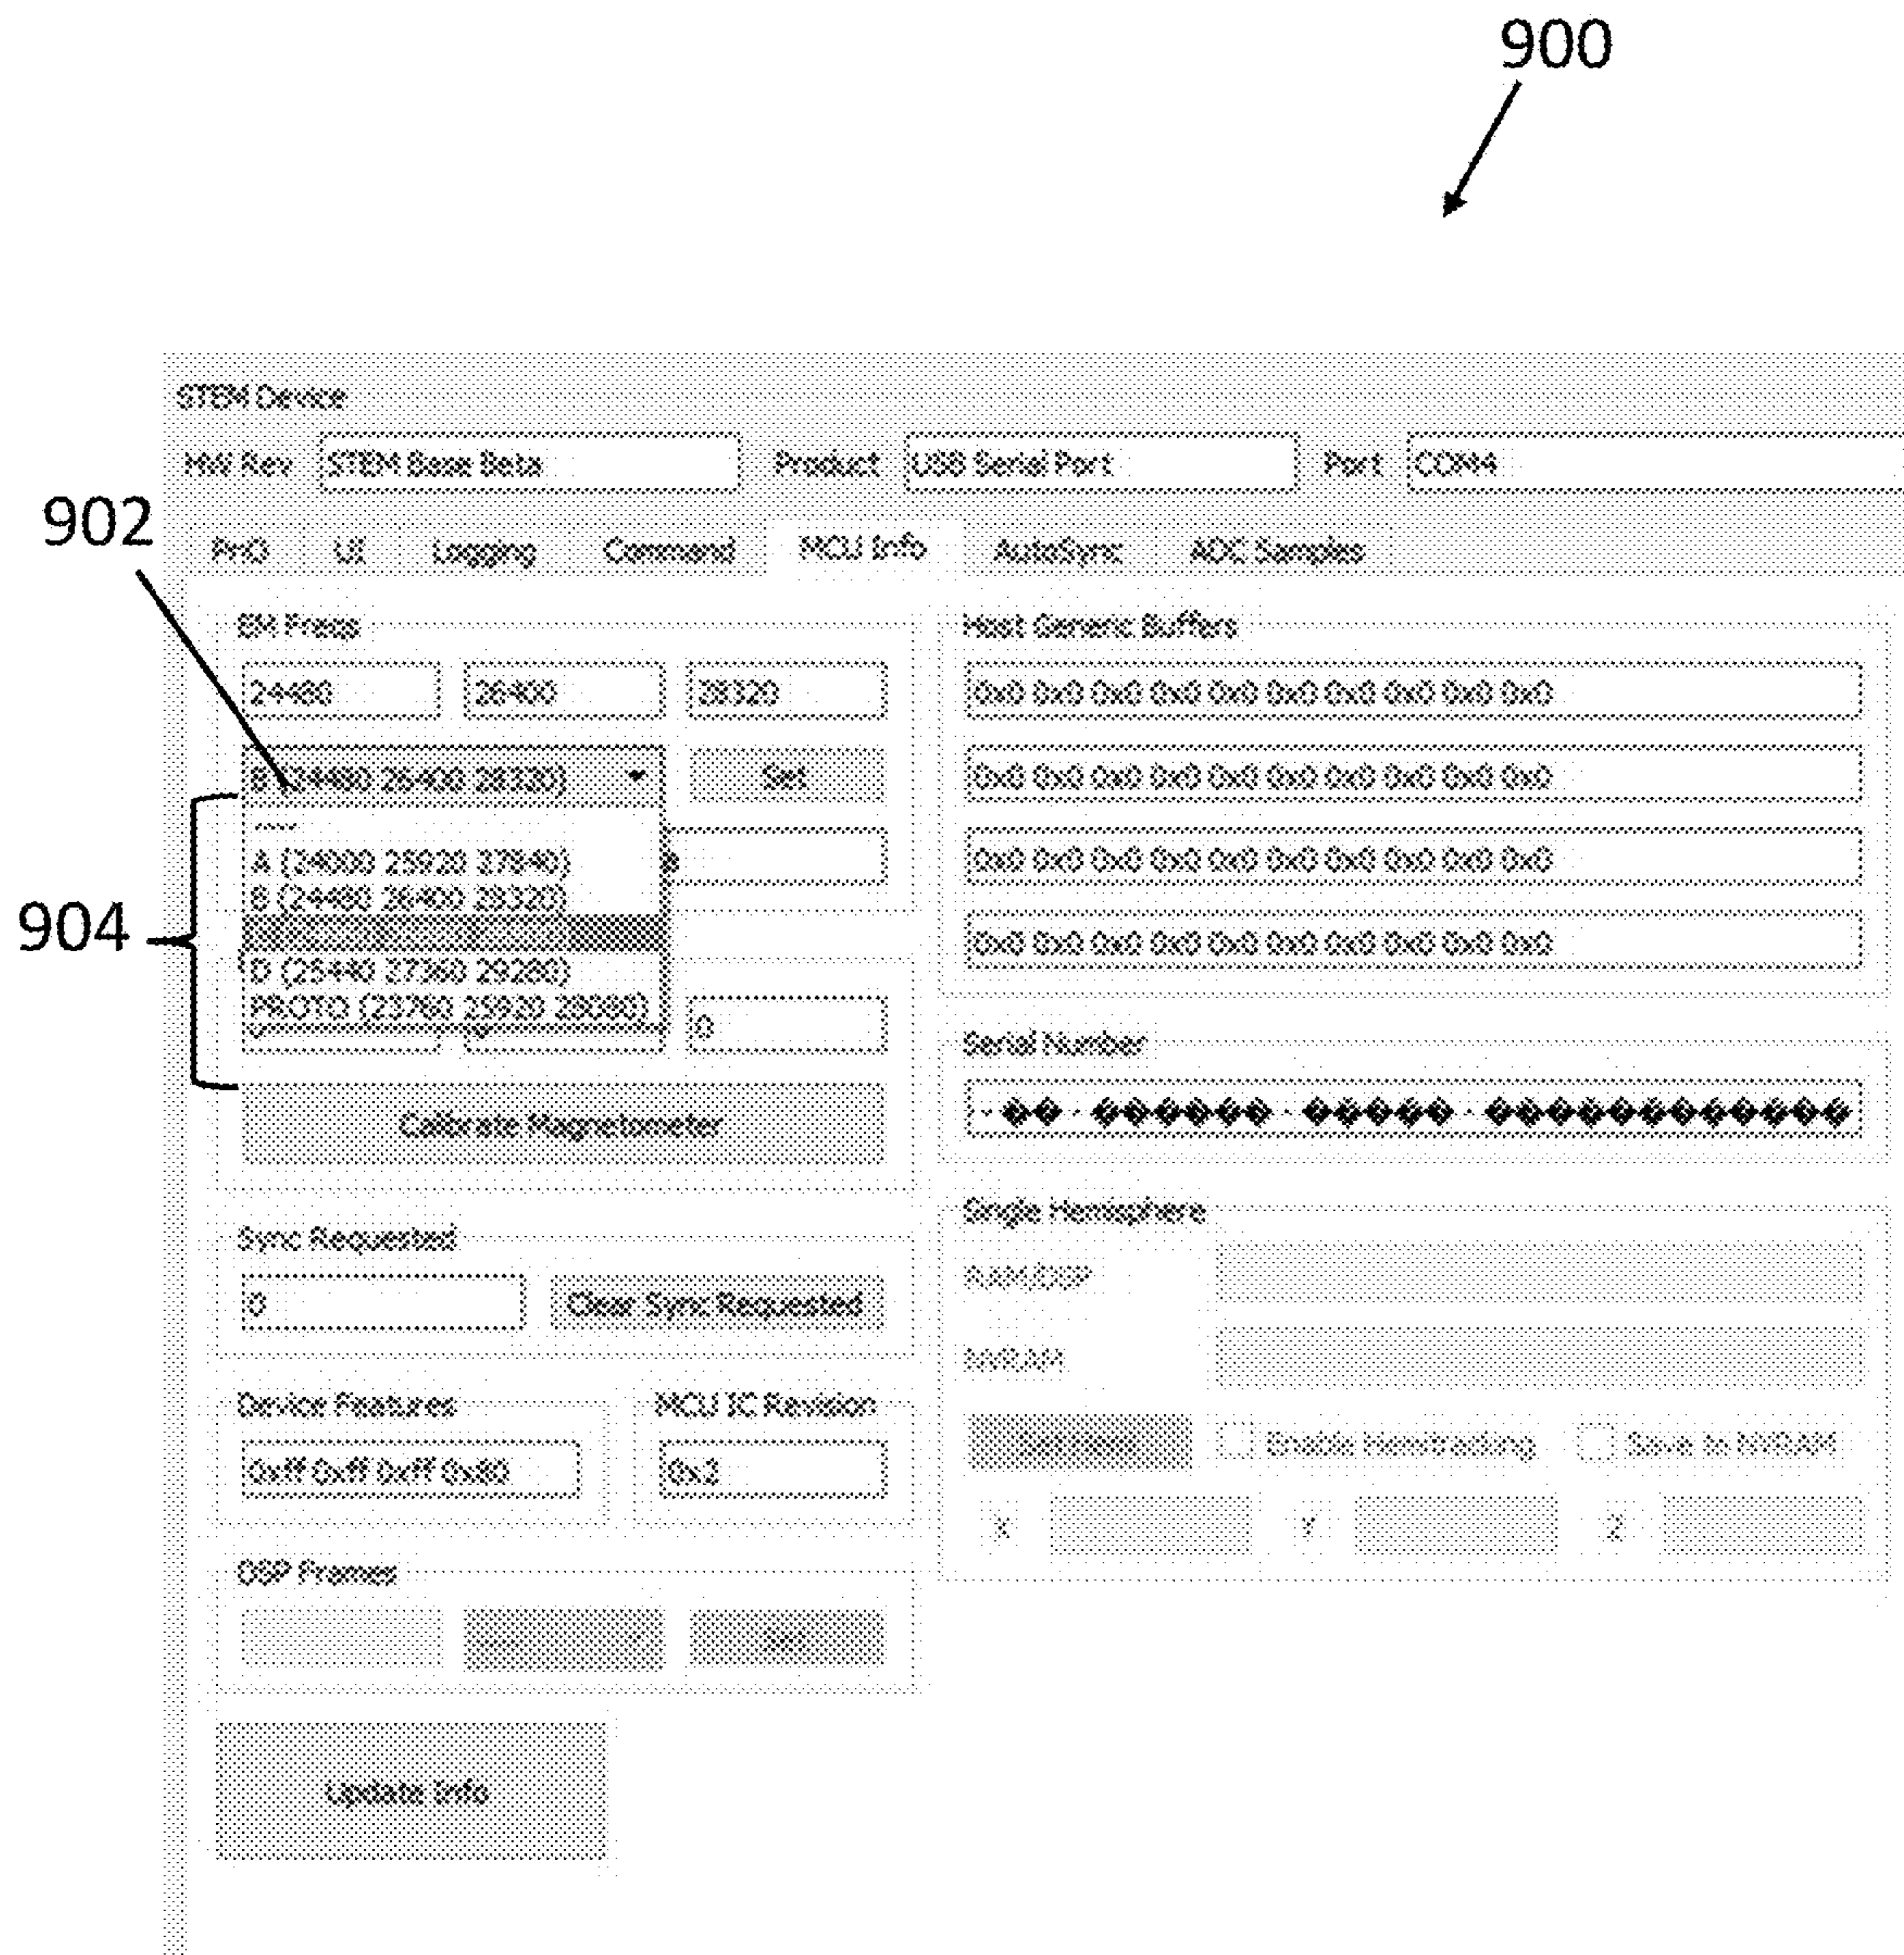 900
STEM Device
HW Rev STEM Base Beta Product USB Serial Port Port COM4
902
PnO UI Logging Command MCU Info AutoSync ADC Samples
EM Freqs
24480 26400 28320
B (24480 26400 28320) Set
----
A (24000 25920 27840)
B (24480 26400 28320)
904
D (25440 27360 29280)
PROTO (23760 25920 28080)
0
Calibrate Magnetometer
Sync Requested
0 Clear Sync Requested
Device Features MCU IC Revision
0xff 0xff 0xff 0x80 0x2
DSP Frames
Update Info
Host Generic Buffers
0x0 0x0 0x0 0x0 0x0 0x0 0x0 0x0 0x0 0x0
0x0 0x0 0x0 0x0 0x0 0x0 0x0 0x0 0x0 0x0
0x0 0x0 0x0 0x0 0x0 0x0 0x0 0x0 0x0 0x0
0x0 0x0 0x0 0x0 0x0 0x0 0x0 0x0 0x0 0x0
Serial Number
Single Hemisphere
RAM/DSP
NVRAM
Enable Hemitracking Save to NVRAM
X Y Z